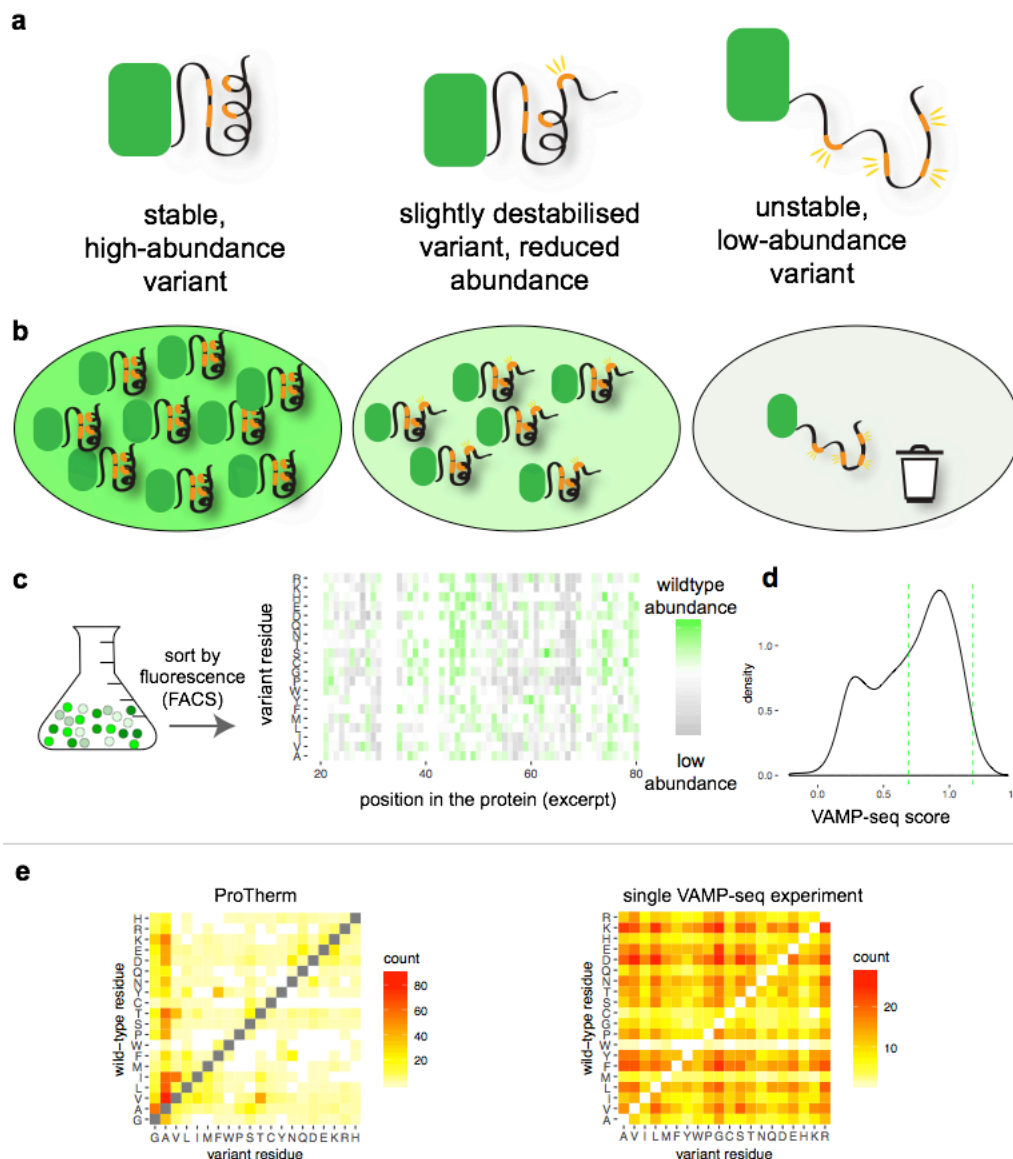 a
stable,
high-abundance
variant
slightly destabilised
variant, reduced
abundance
unstable,
low-abundance
variant
b
c
sort by
fluorescence
(FACS)
variant residue
R
K
H
E
D
Q
N
T
S
C
G
P
W
Y
F
M
L
I
V
A
20
40
60
80
position in the protein (excerpt)
wildtype
abundance
low
abundance
d
density
1.0
0.5
0.0
0.0
0.5
1.0
1
VAMP-seq score
e
ProTherm
wild-type residue
H
R
K
E
D
Q
N
Y
C
T
S
P
W
F
M
I
L
V
A
G
G A V L I M F W P S T C Y N Q D E K R H
variant residue
count
80
60
40
20
single VAMP-seq experiment
wild-type residue
R
K
H
E
D
Q
N
T
S
C
G
P
W
Y
F
M
L
I
V
A
A V I L M F Y W P G C S T N Q D E H K R
variant residue
count
20
10